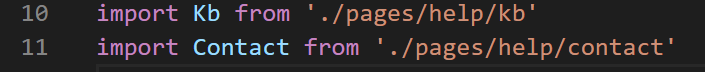 10 import Kb from './pages/help/kb'
11 import Contact from './pages/help/contact'